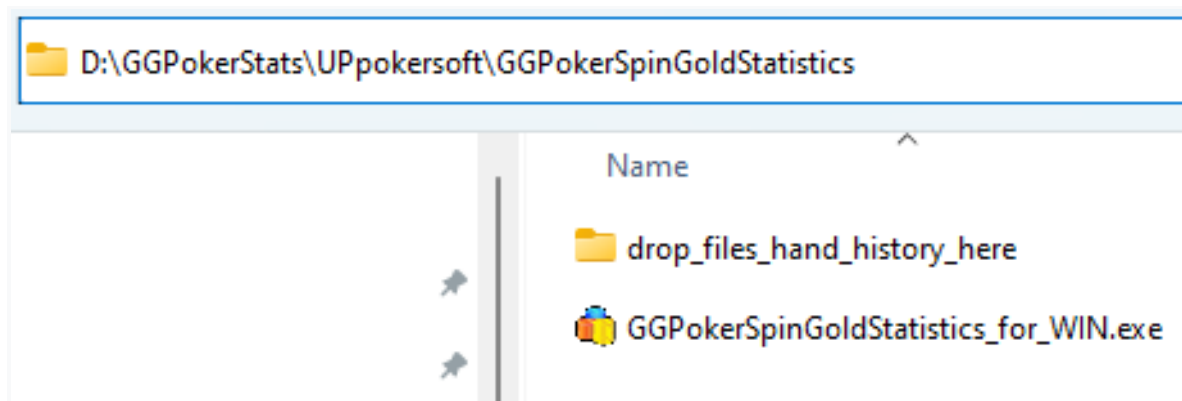 D:\GGPokerStats\UPpokersoft\GGPokerSpinGoldStatistics
Name
drop_files_hand_history_here
GGPokerSpinGoldStatistics_for_WIN.exe